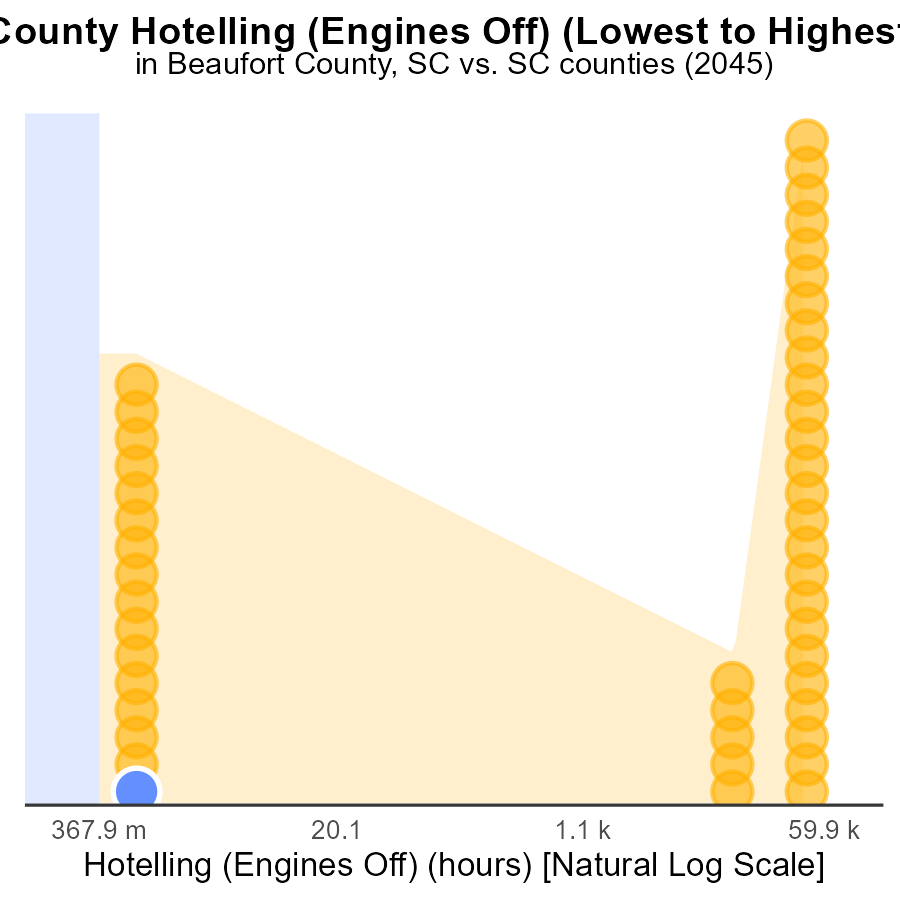 County Hotelling (Engines Off) (Lowest to Highest
in Beaufort County, SC vs. SC counties (2045)
367.9 m 20.1 1.1 k 59.9 k
Hotelling (Engines Off) (hours) [Natural Log Scale]